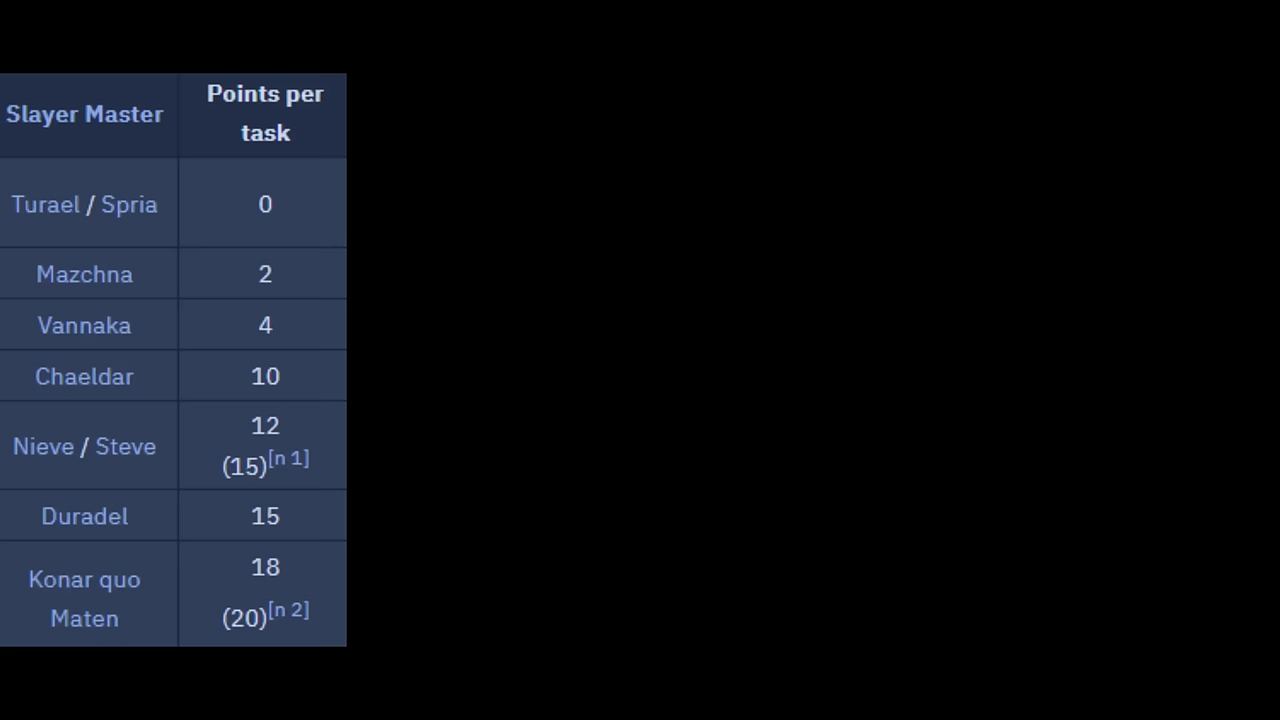 Slayer Master
Points per
task
Turael / Spria
0
Mazchna
2
Vannaka
4
Chaeldar
10
Nieve / Steve
12
(15)[n 1]
Duradel
15
Konar quo
Maten
18
(20)[n 2]